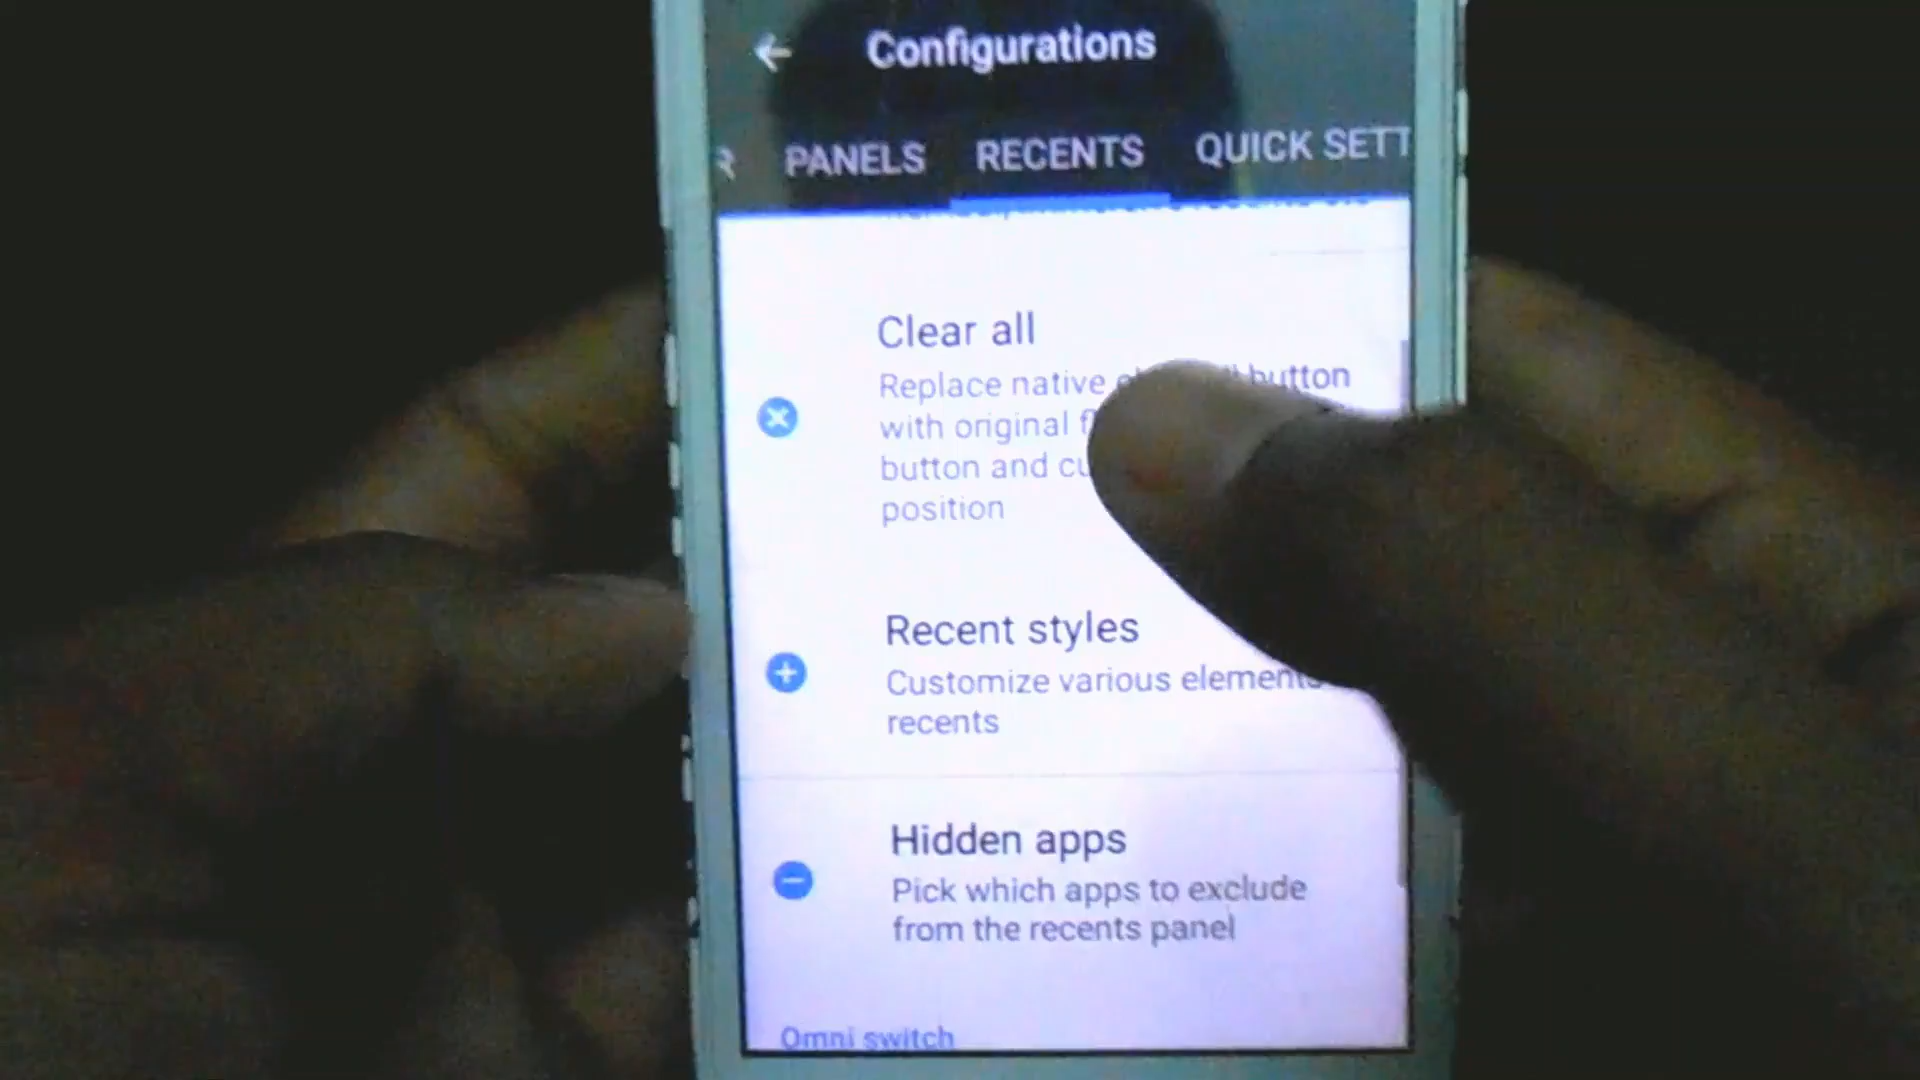 Configurations
PANELS RECENTS QUICK SETT
Clear all
Replace native button
with original
button and
position
Recent styles
Customize various
recents
Hidden apps
Pick which apps to exclude
from the recents panel
Omni switch